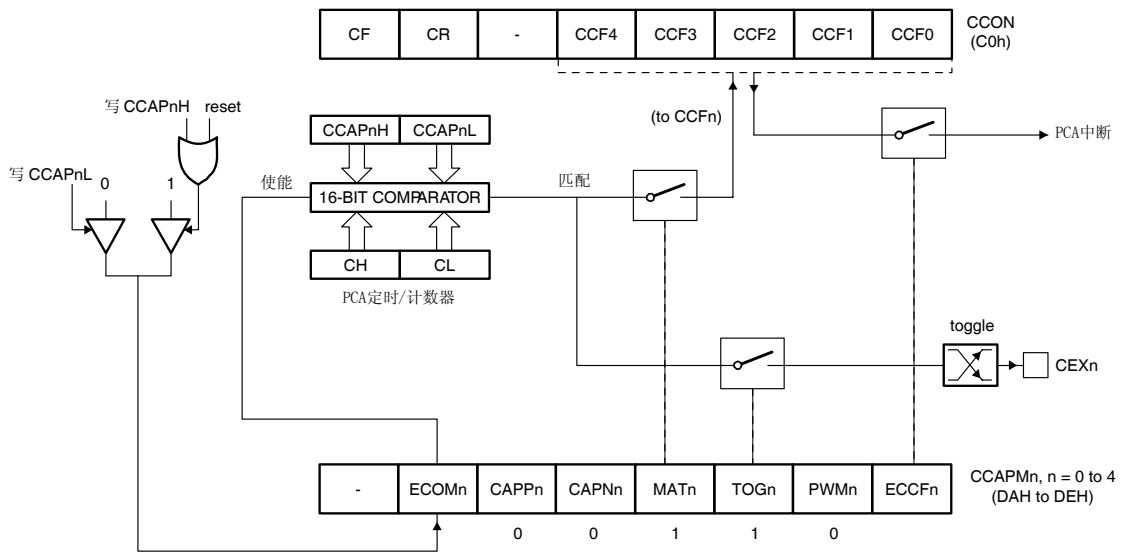 CF CR - CCF4 CCF3 CCF2 CCF1 CCF0
CCON
(C0h)
写 CCAPnH reset
(to CCFn)
CCAPnH CCAPnL
PCA中断
写 CCAPnL 0 1
使能
16-BIT COMPARATOR
匹配
CH CL
PCA定时/计数器
toggle
CEXn
- ECOMn CAPPn CAPNn MATn TOGn PWMn ECCFn
CCAPMn, n = 0 to 4
(DAH to DEH)
0 0 1 1 0